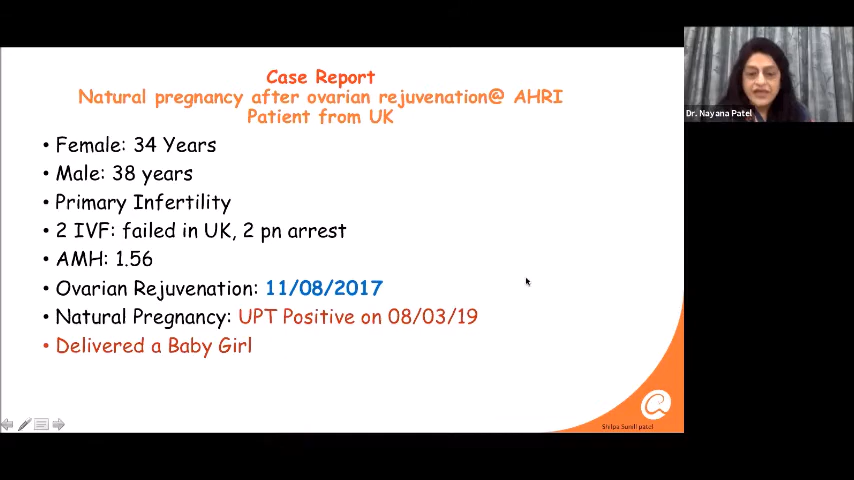 Case Report
Natural pregnancy after ovarian rejuvenation@ AHRI
Patient from UK
• Female: 34 Years
• Male: 38 years
• Primary Infertility
• 2 IVF: failed in UK, 2 pn arrest
• AMH: 1.56
• Ovarian Rejuvenation: 11/08/2017
• Natural Pregnancy: UPT Positive on 08/03/19
• Delivered a Baby Girl
Shilpa Sunil patel
Dr. Nayana Patel